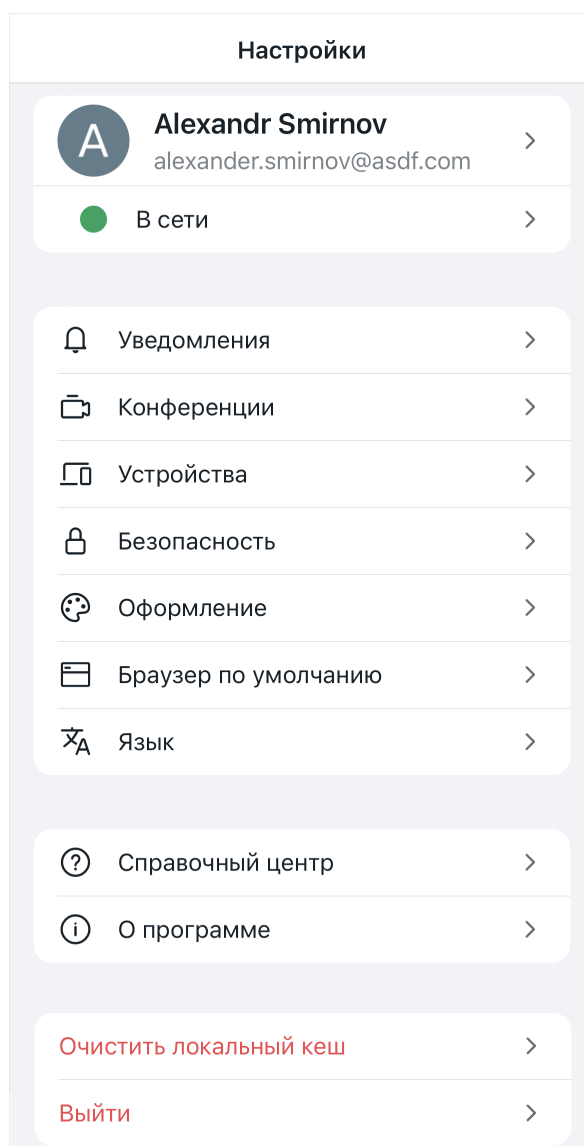 Настройки
A
Alexandr Smirnov
alexander.smirnov@asdf.com
В сети
Уведомления
Конференции
Устройства
Безопасность
Оформление
Браузер по умолчанию
Язык
Справочный центр
О программе
Очистить локальный кеш
Выйти